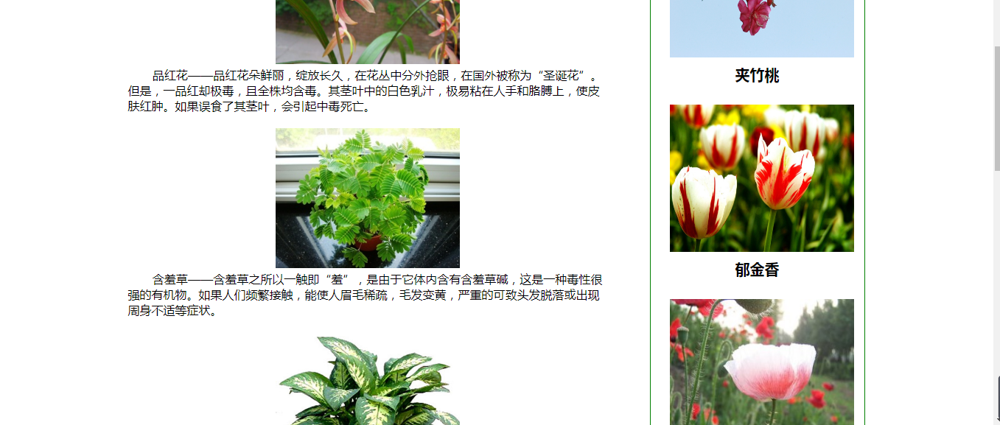 品红花——品红花朵鲜丽，绽放长久，在花丛中分外抢眼，在国外被称为“圣诞花”。
但是，一品红却极毒，且全株均含毒。其茎叶中的白色乳汁，极易粘在人手和胳膊上，使皮
肤红肿。如果误食了其茎叶，会引起中毒死亡。
含羞草——含羞草之所以一触即“羞”，是由于它体内含有含羞草碱，这是一种毒性很
强的有机物。如果人们频繁接触，能使人眉毛稀疏，毛发变黄，严重的可致头发脱落或出现
周身不适等症状。
夹竹桃
郁金香